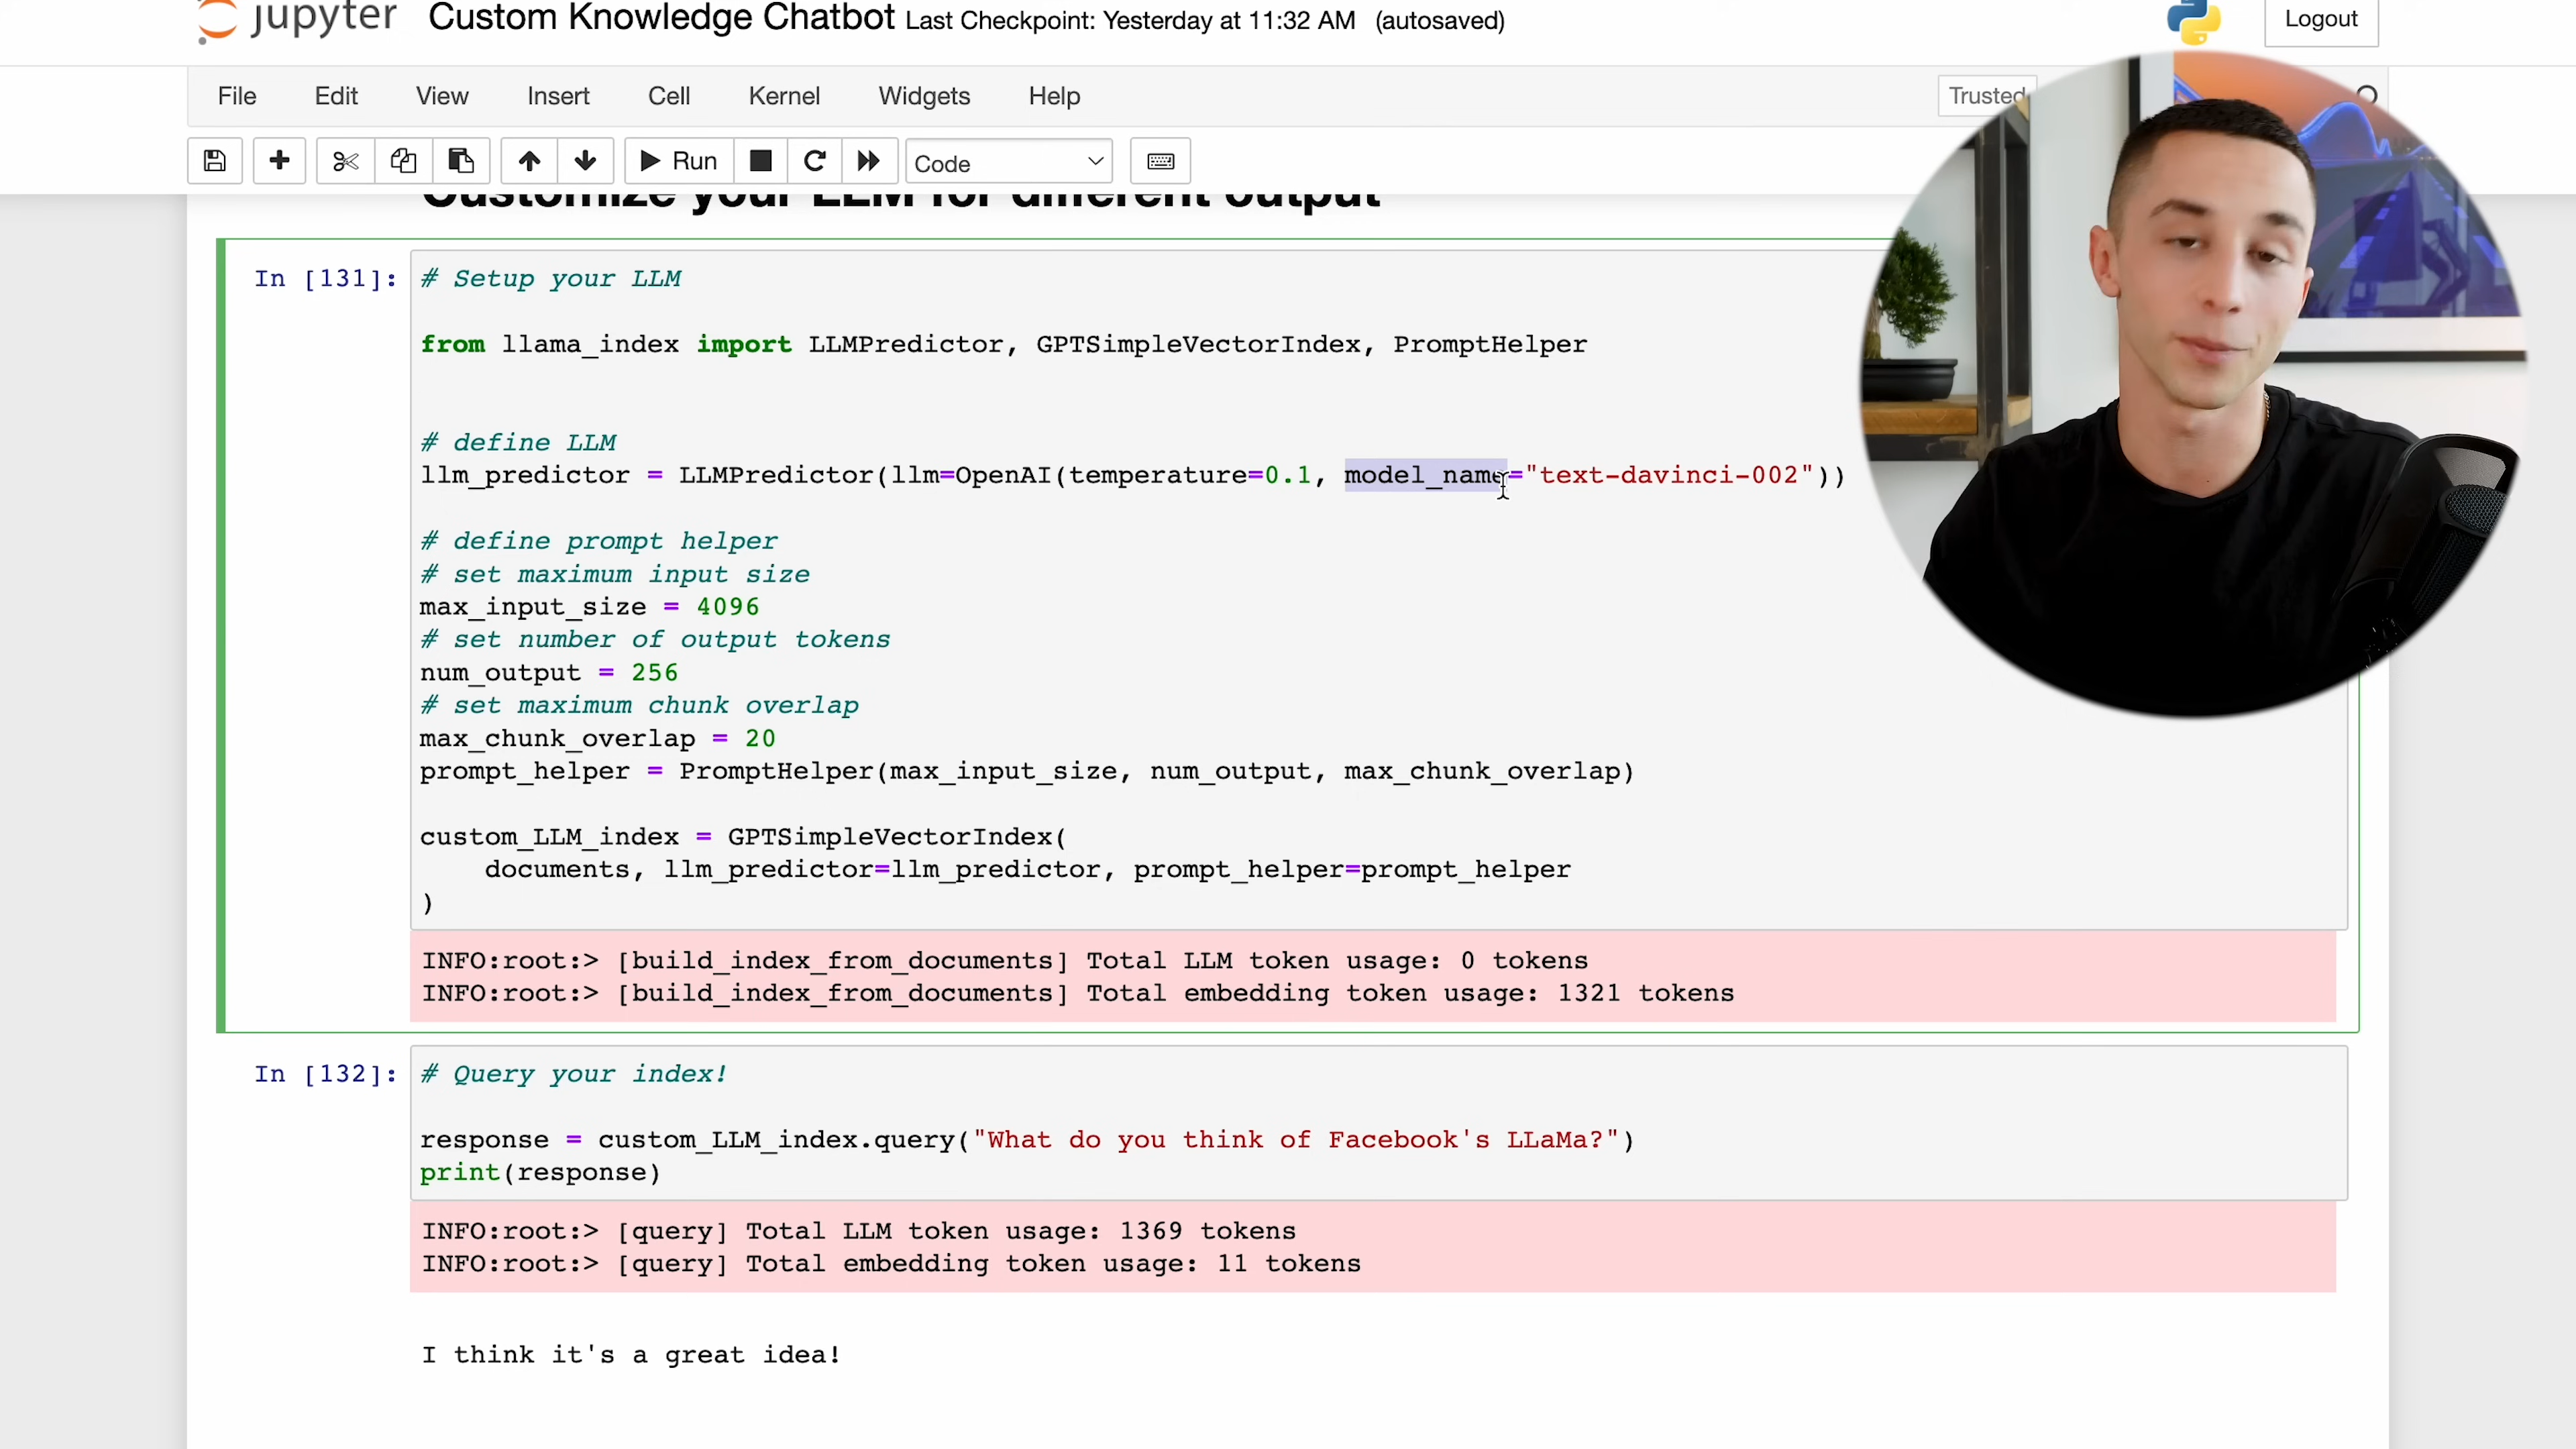 jupyter Custom Knowledge Chatbot Last Checkpoint: Yesterday at 11:32 AM (autosaved)
Logout
File Edit View Insert Cell Kernel Widgets Help
Trusted
Run Code
Customize your LLM for different output
In [131]:
# Setup your LLM
from llama_index import LLMPredictor, GPTSimpleVectorIndex, PromptHelper
# define LLM
llm_predictor = LLMPredictor(llm=OpenAI(temperature=0.1, model_name="text-davinci-002"))
# define prompt helper
# set maximum input size
max_input_size = 4096
# set number of output tokens
num_output = 256
# set maximum chunk overlap
max_chunk_overlap = 20
prompt_helper = PromptHelper(max_input_size, num_output, max_chunk_overlap)
custom_LLM_index = GPTSimpleVectorIndex(
    documents, llm_predictor=llm_predictor, prompt_helper=prompt_helper
)
INFO:root:> [build_index_from_documents] Total LLM token usage: 0 tokens
INFO:root:> [build_index_from_documents] Total embedding token usage: 1321 tokens
In [132]:
# Query your index!
response = custom_LLM_index.query("What do you think of Facebook's LLaMa?")
print(response)
INFO:root:> [query] Total LLM token usage: 1369 tokens
INFO:root:> [query] Total embedding token usage: 11 tokens
I think it's a great idea!